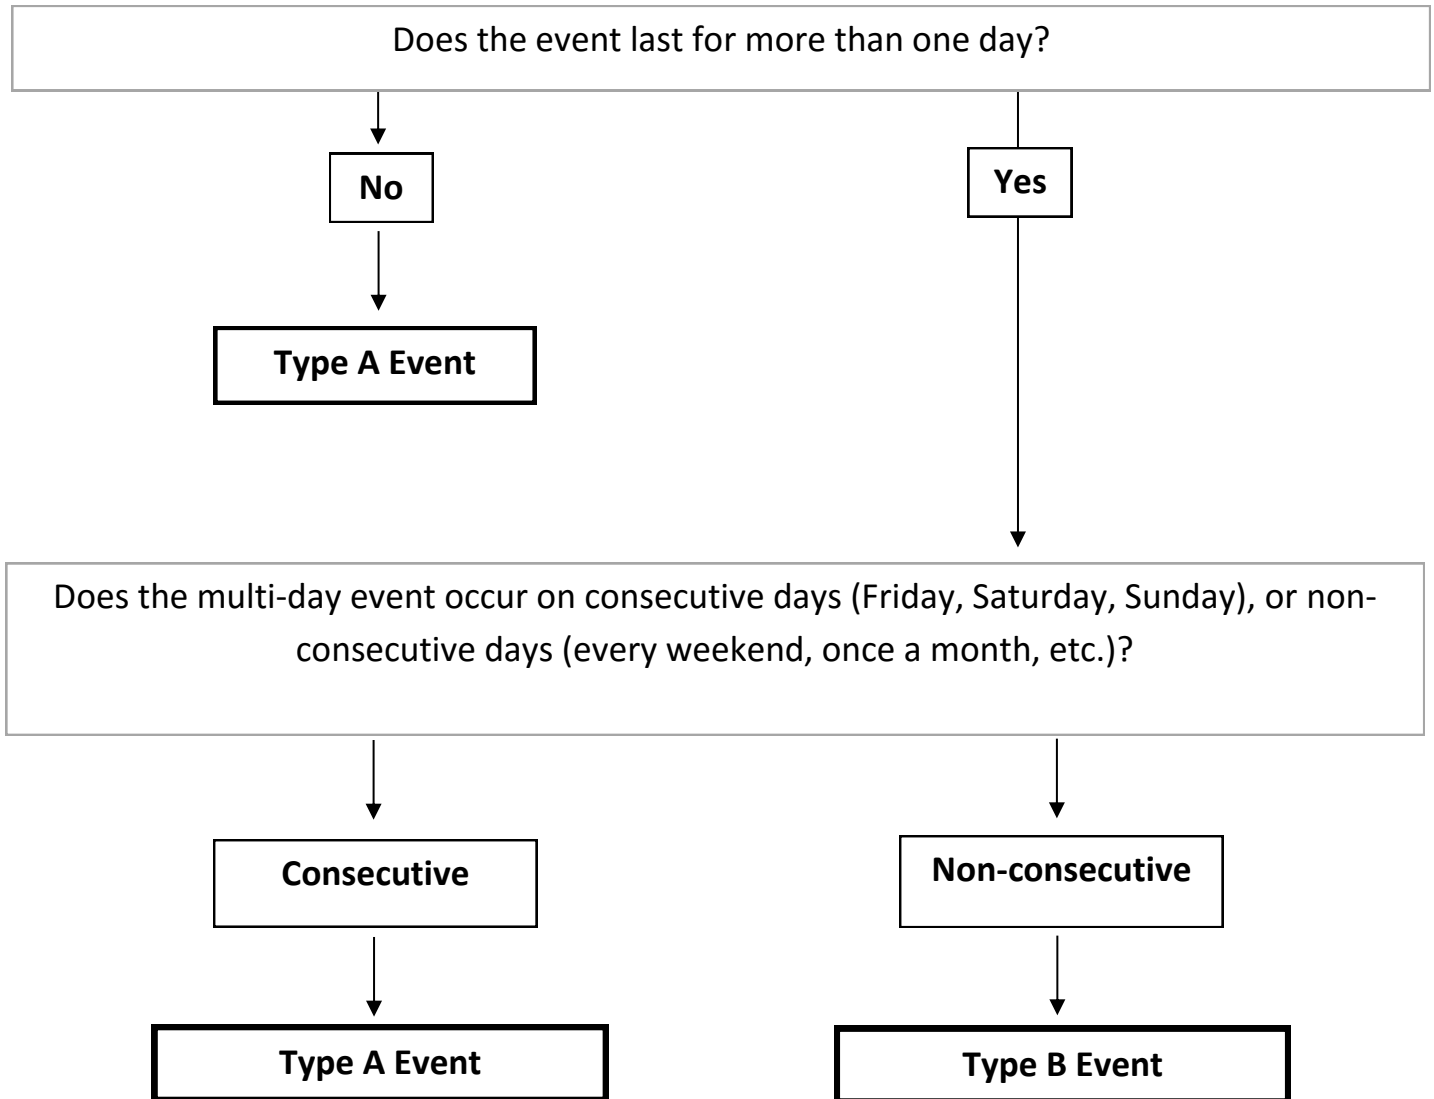 Does the event last for more than one day?
No
Yes
Type A Event
Does the multi-day event occur on consecutive days (Friday, Saturday, Sunday), or non-
consecutive days (every weekend, once a month, etc.)?
Consecutive
Non-consecutive
Type A Event
Type B Event